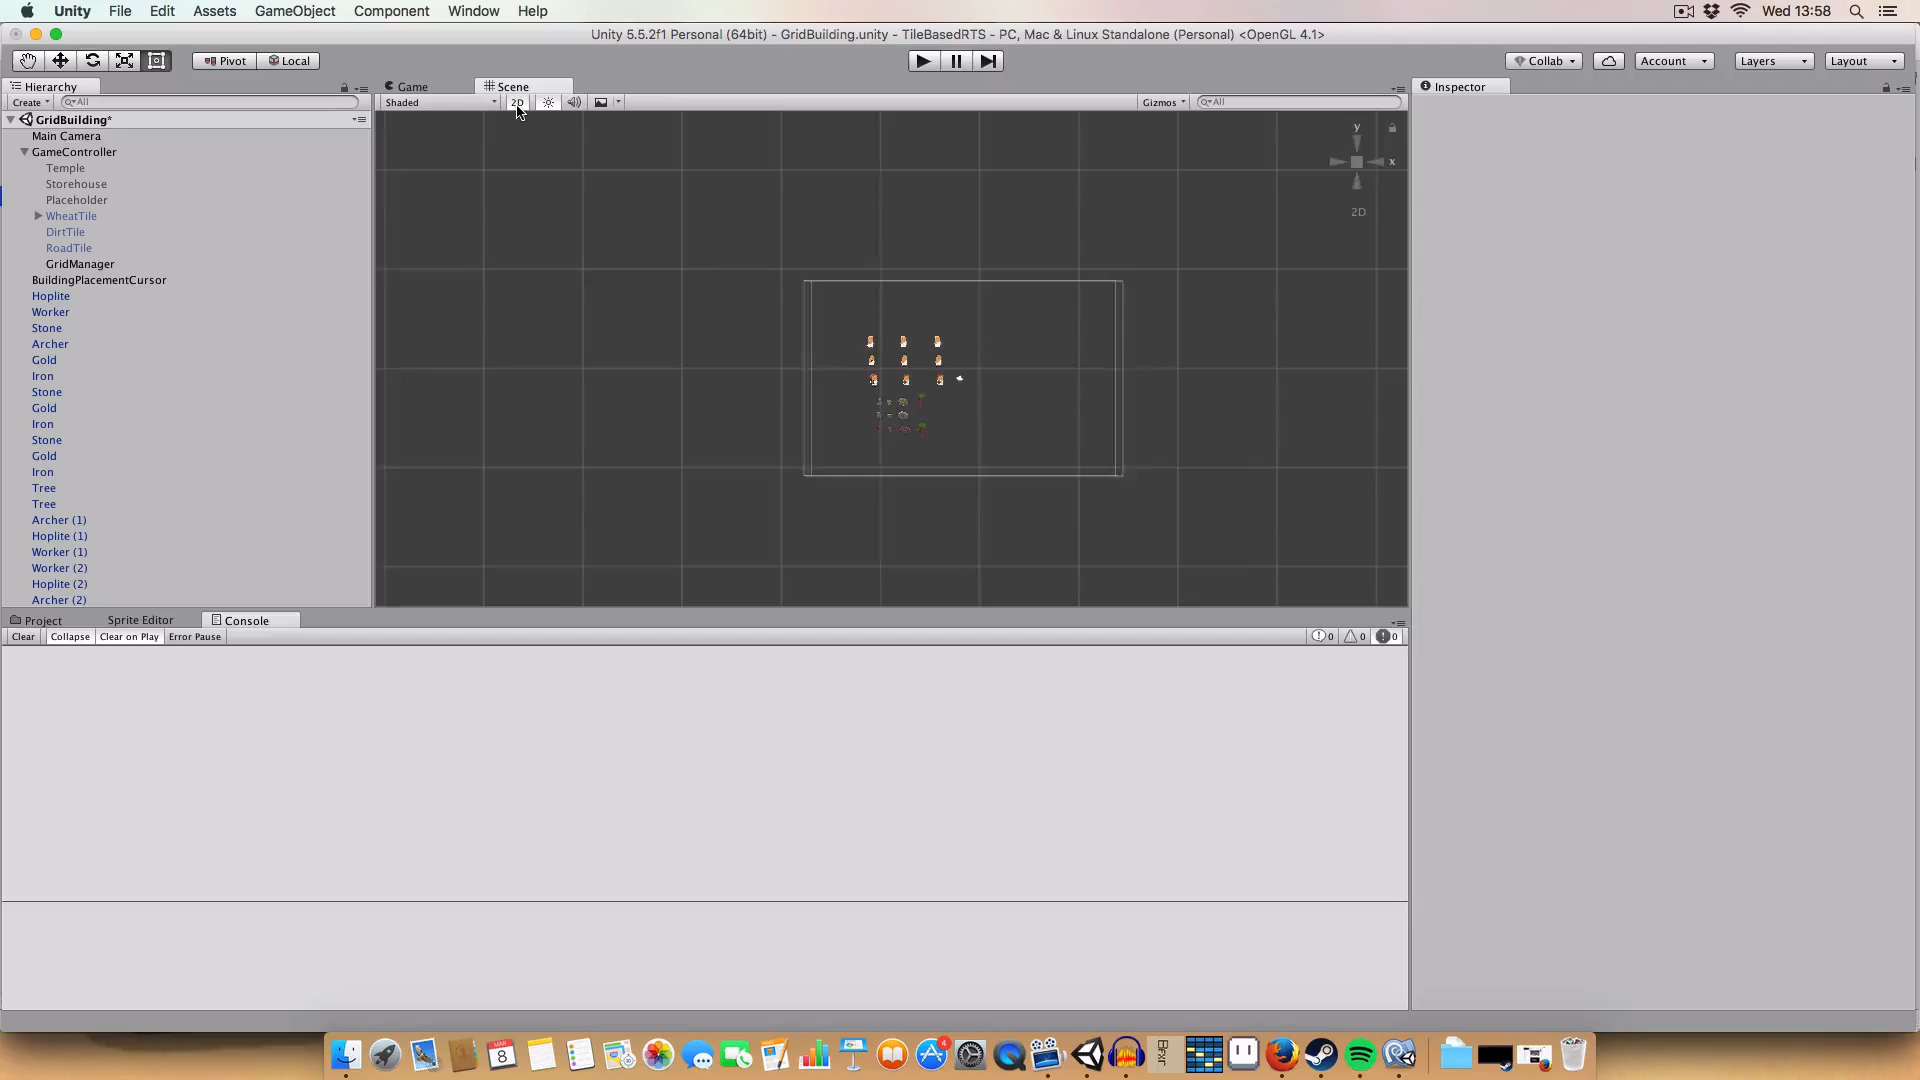 Unity File Edit Assets GameObject Component Window Help Wed 13:58
Unity 5.5.2f1 Personal (64bit) - GridBuilding.unity - TileBasedRTS - PC, Mac & Linux Standalone (Personal) <OpenGL 4.1>
Pivot Local Collab Account Layers Layout
Hierarchy Game Scene Inspector
Create All Shaded 2D Gizmos All
GridBuilding*
Main Camera
GameController
Temple
Storehouse
Placeholder
WheatTile
DirtTile
RoadTile
GridManager
BuildingPlacementCursor
Hoplite
Worker
Stone
Archer
Gold
Iron
Stone
Gold
Iron
Stone
Gold
Iron
Tree
Tree
Archer (1)
Hoplite (1)
Worker (1)
Worker (2)
Hoplite (2)
Archer (2)
y
x
2D
Project Sprite Editor Console
Clear Collapse Clear on Play Error Pause 0 0 0
MAR
8
4